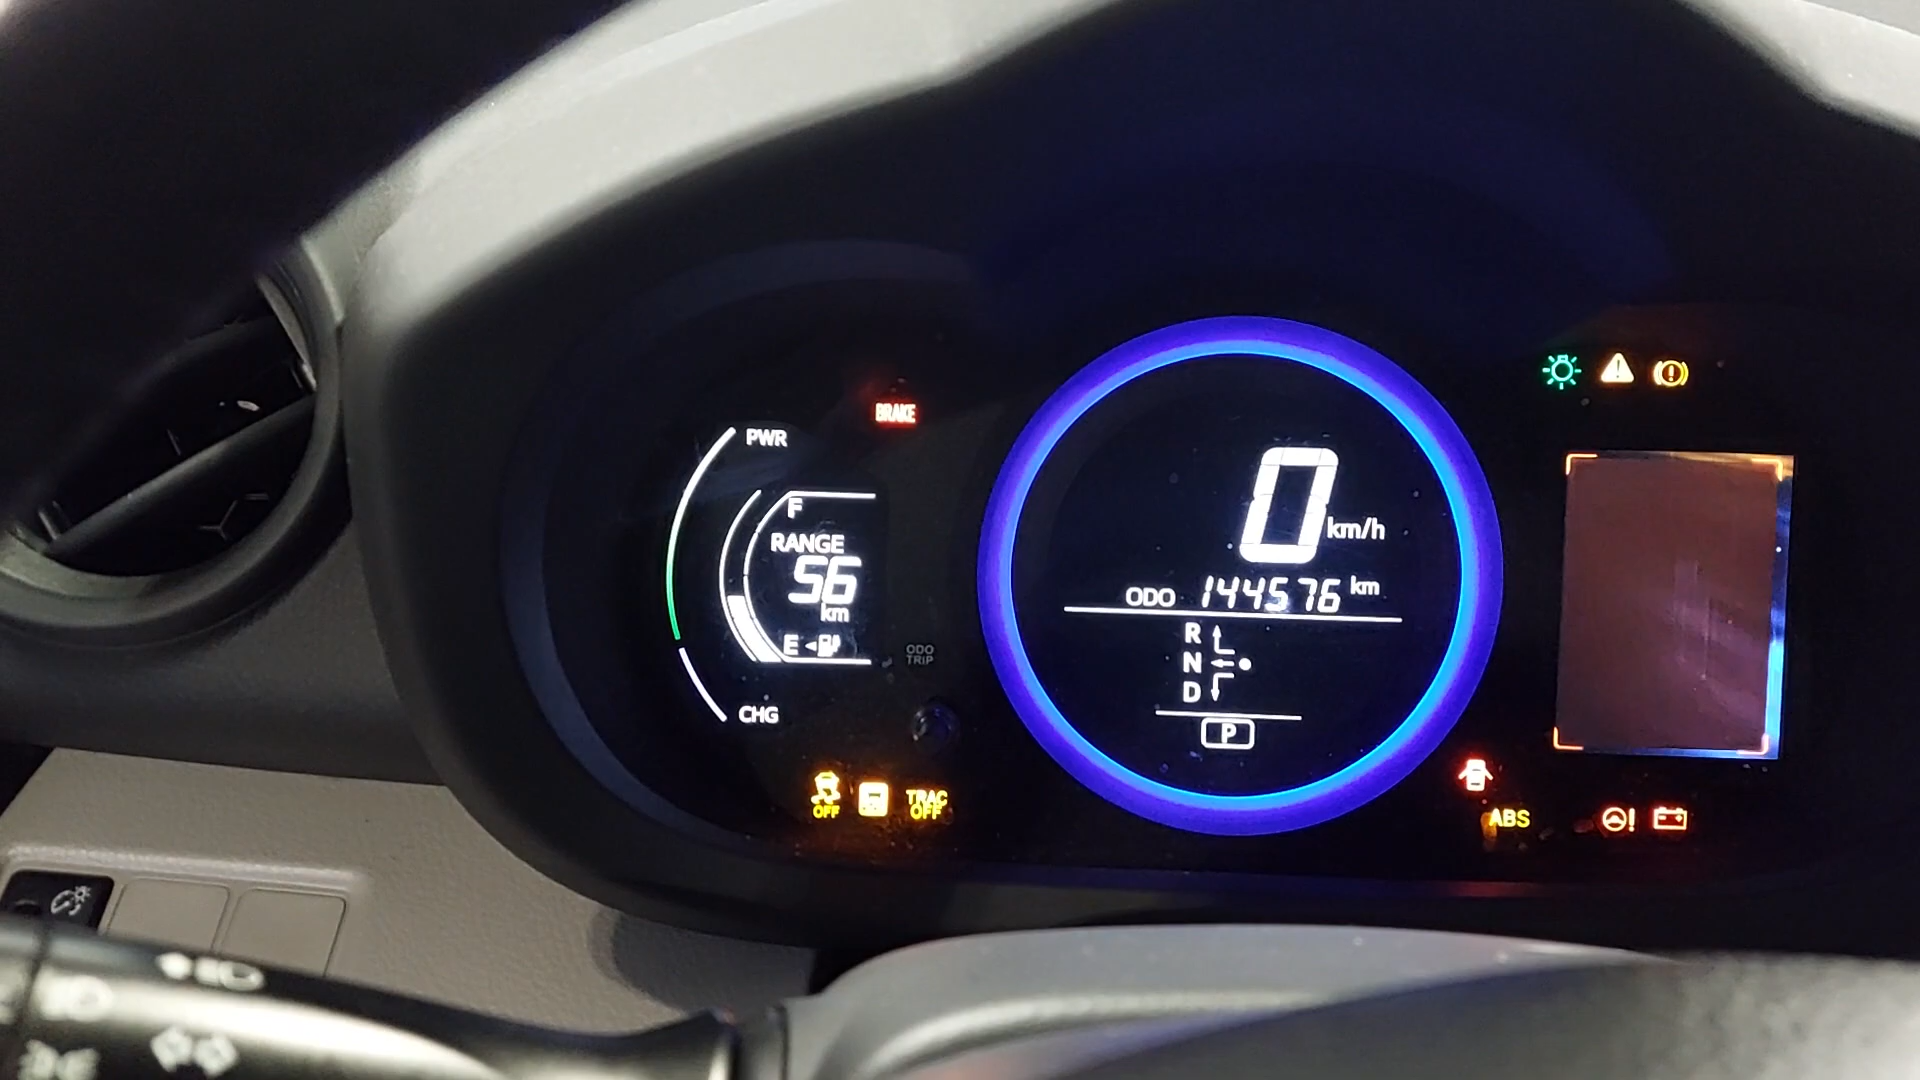 BRAKE
PWR
F
RANGE
56
km
E
ODO
TRIP
CHG
OFF
TRAC
OFF
0 km/h
ODO 144576 km
R
N
D
P
ABS
!